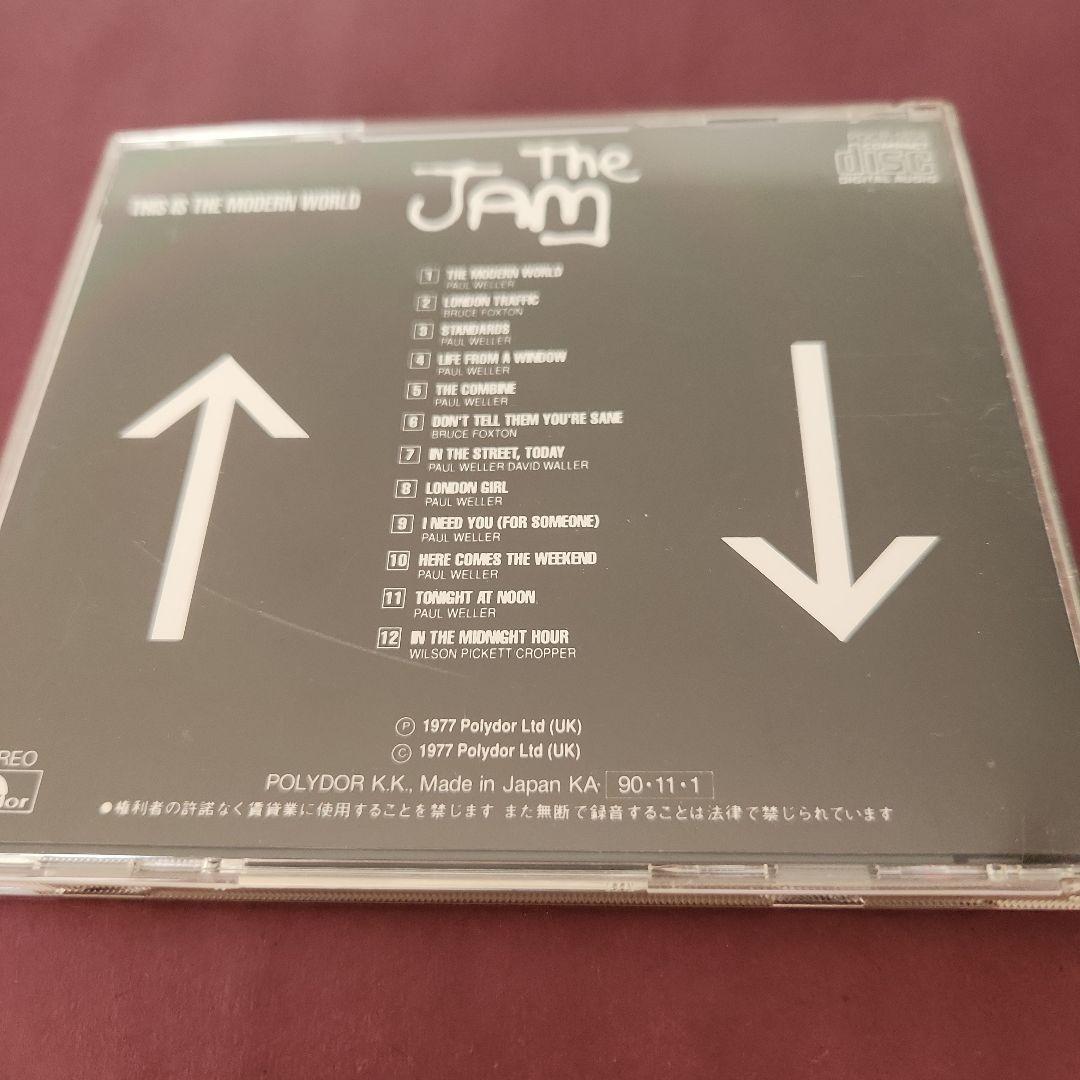 The
JAM
THIS IS THE MODERN WORLD
COMPACT
disc
DIGITAL AUDIO
1 THE MODERN WORLD
PAUL WELLER
2 LONDON TRAFFIC
BRUCE FOXTON
3 STANDARDS
PAUL WELLER
4 LIFE FROM A WINDOW
PAUL WELLER
5 THE COMBINE
PAUL WELLER
6 DON'T TELL THEM YOU'RE SANE
BRUCE FOXTON
7 IN THE STREET, TODAY
PAUL WELLER DAVID WALLER
8 LONDON GIRL
PAUL WELLER
9 I NEED YOU (FOR SOMEONE)
PAUL WELLER
10 HERE COMES THE WEEKEND
PAUL WELLER
11 TONIGHT AT NOON
PAUL WELLER
12 IN THE MIDNIGHT HOUR
WILSON PICKETT CROPPER
Ⓟ 1977 Polydor Ltd (UK)
Ⓒ 1977 Polydor Ltd (UK)
POLYDOR K.K., Made in Japan KA· 90·11·1
●権利者の許諾なく賃貸業に使用することを禁じます また無断で録音することは法律で禁じられています